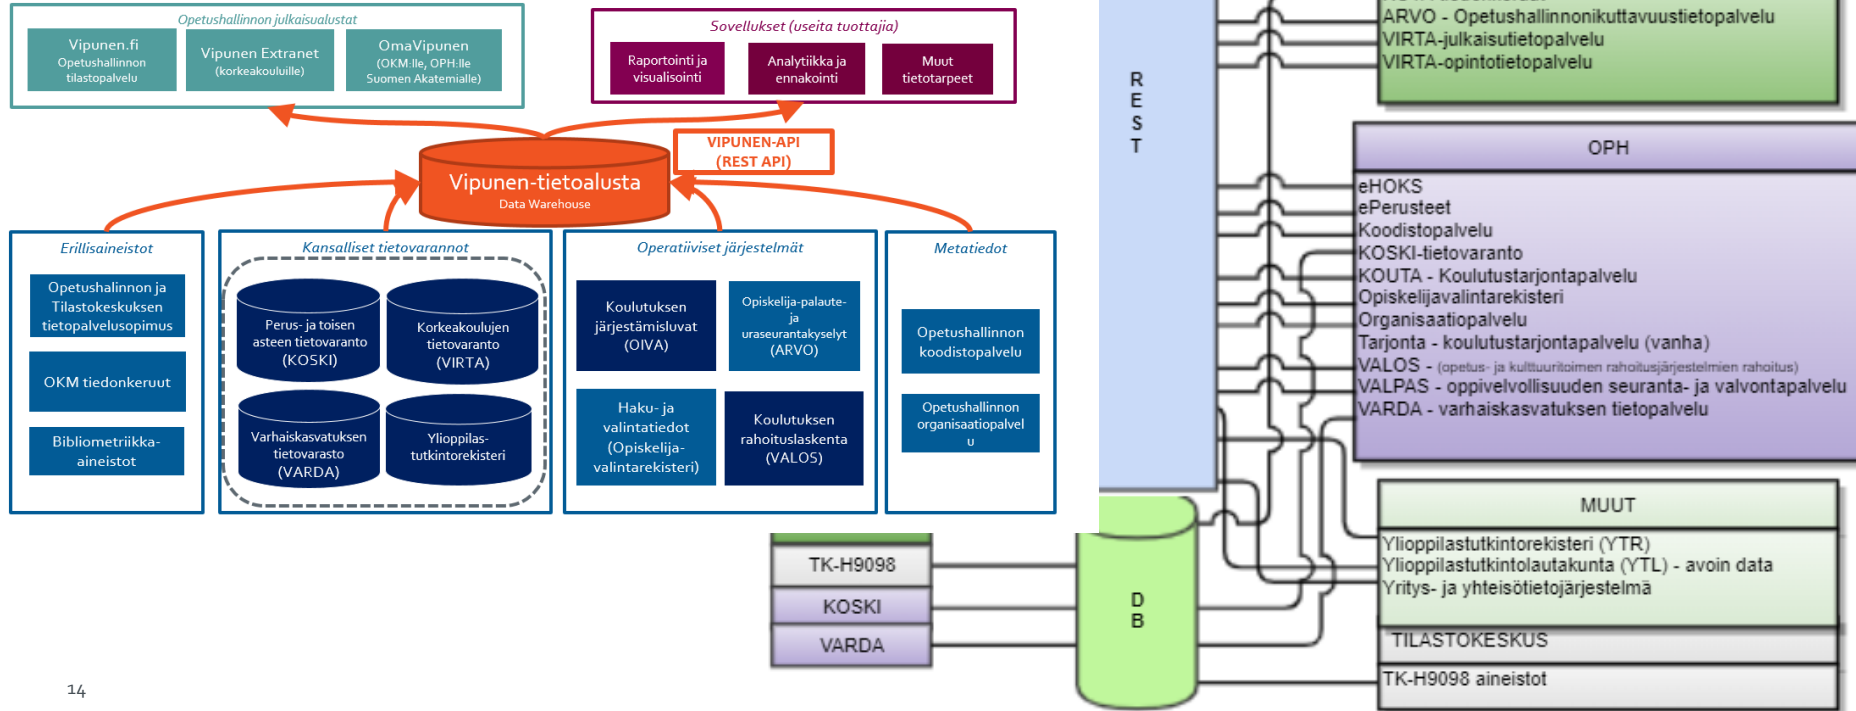 Opetushallinnon julkaisualustat
Vipunen.fi
Opetushallinnon
tilastopalvelu
Vipunen Extranet
(korkeakouluille)
OmaVipunen
(OKM:lle, OPH:lle
Suomen Akatemialle)
Sovellukset (useita tuottajia)
Raportointi ja
visualisointi
Analytiikka ja
ennakointi
Muut
tietotarpeet
VIPUNEN-API
(REST API)
Vipunen-tietoalusta
Data Warehouse
Erillisaineistot
Opetushalinnon ja
Tilastokeskuksen
tietopalvelusopimus
OKM tiedonkeruut
Bibliometriikka-
aineistot
Kansalliset tietovarannot
Perus- ja toisen
asteen tietovaranto
(KOSKI)
Korkeakoulujen
tietovaranto
(VIRTA)
Varhaiskasvatuksen
tietovarasto
(VARDA)
Ylioppilas-
tutkintorekisteri
Operatiiviset järjestelmät
Koulutuksen
järjestämisluvat
(OIVA)
Opiskelija-palaute-
ja
uraseurantakyselyt
(ARVO)
Haku- ja
valintatiedot
(Opiskelija-
valintarekisteri)
Koulutuksen
rahoituslaskenta
(VALOS)
Metatiedot
Opetushallinnon
koodistopalvelu
Opetushallinnon
organisaatiopalvel
u
14
TK-H9098
KOSKI
VARDA
R
E
S
T
D
B
ARVO - Opetushallinnonikuttavuustietopalvelu
VIRTA-julkaisutietopalvelu
VIRTA-opintotietopalvelu
OPH
eHOKS
ePerusteet
Koodistopalvelu
KOSKI-tietovaranto
KOUTA - Koulutustarjontapalvelu
Opiskelijavalintarekisteri
Organisaatiopalvelu
Tarjonta - koulutustarjontapalvelu (vanha)
VALOS - (opetus- ja kulttuuritoimen rahoitusjärjestelmien rahoitus)
VALPAS - oppivelvollisuuden seuranta- ja valvontapalvelu
VARDA - varhaiskasvatuksen tietopalvelu
MUUT
Ylioppilastutkintorekisteri (YTR)
Ylioppilastutkintolautakunta (YTL) - avoin data
Yritys- ja yhteisötietojärjestelmä
TILASTOKESKUS
TK-H9098 aineistot